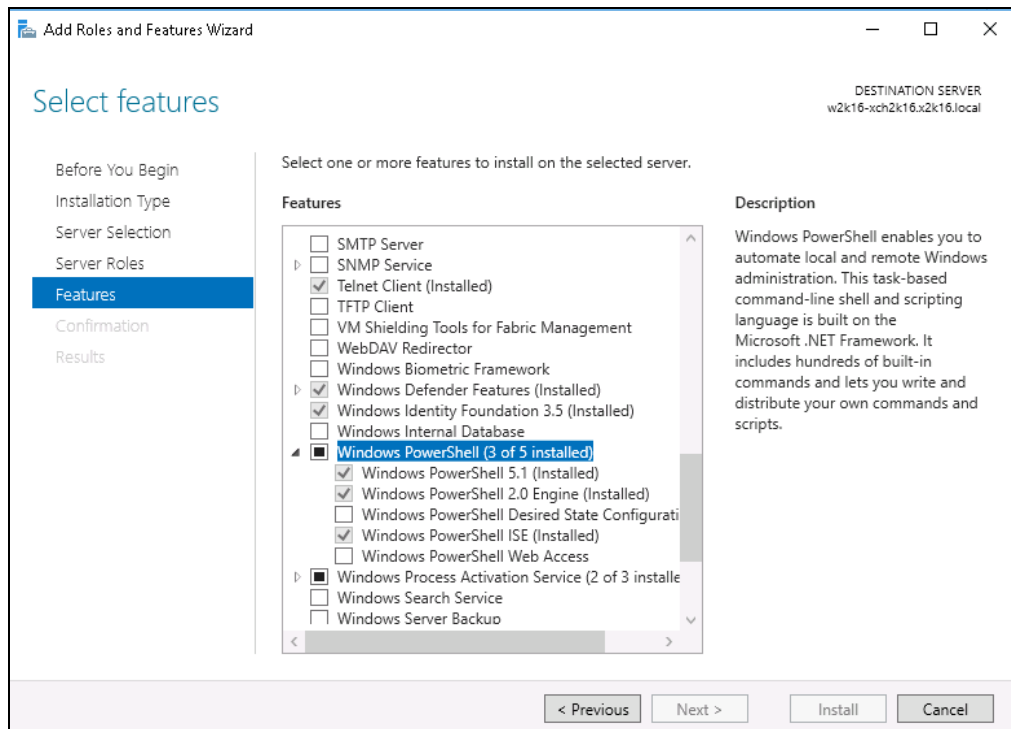 Add Roles and Features Wizard
Select features
DESTINATION SERVER
w2k16-xch2k16.x2k16.local
Before You Begin
Installation Type
Server Selection
Server Roles
Features
Confirmation
Results
Select one or more features to install on the selected server.
Features
SMTP Server
SNMP Service
Telnet Client (Installed)
TFTP Client
VM Shielding Tools for Fabric Management
WebDAV Redirector
Windows Biometric Framework
Windows Defender Features (Installed)
Windows Identity Foundation 3.5 (Installed)
Windows Internal Database
Windows PowerShell (3 of 5 installed)
Windows PowerShell 5.1 (Installed)
Windows PowerShell 2.0 Engine (Installed)
Windows PowerShell Desired State Configurati
Windows PowerShell ISE (Installed)
Windows PowerShell Web Access
Windows Process Activation Service (2 of 3 installe
Windows Search Service
Windows Server Backup
Description
Windows PowerShell enables you to
automate local and remote Windows
administration. This task-based
command-line shell and scripting
language is built on the
Microsoft .NET Framework. It
includes hundreds of built-in
commands and lets you write and
distribute your own commands and
scripts.
< Previous
Next >
Install
Cancel